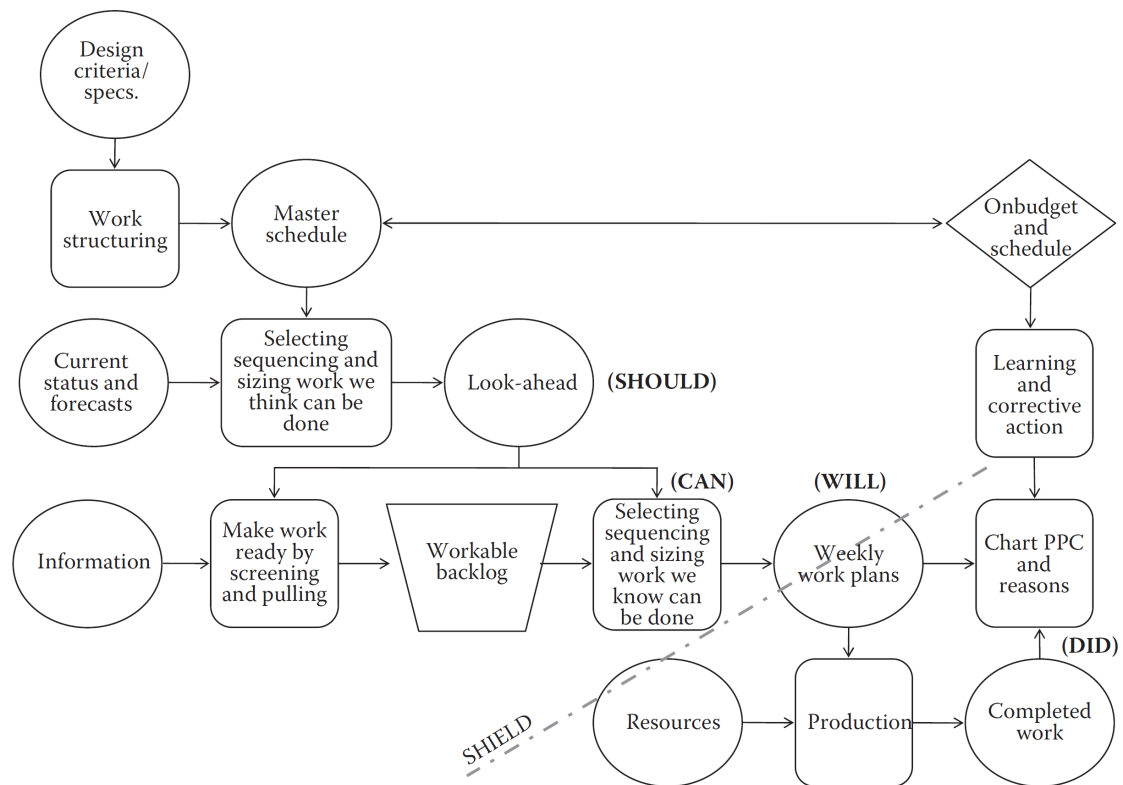 Design
criteria/
specs.
Work
structuring
Master
schedule
Onbudget
and
schedule
Current
status and
forecasts
Selecting
sequencing and
sizing work we
think can be
done
Look-ahead
(SHOULD)
Learning
and
corrective
action
(CAN)
(WILL)
Information
Make work
ready by
screening
and pulling
Workable
backlog
Selecting
sequencing
and sizing
work we
know can
be done
Weekly
work plans
Chart PPC
and
reasons
(DID)
SHIELD
Resources
Production
Completed
work